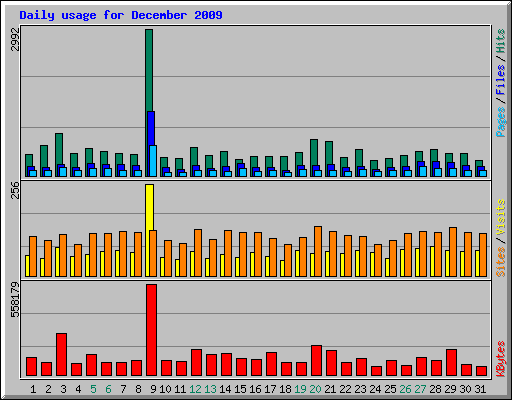 Daily usage for December 2009
2992
Pages / Files / Hits
266
Sites / Visits
558179
KBytes
1 2 3 4 5 6 7 8 9 10 11 12 13 14 15 16 17 18 19 20 21 22 23 24 25 26 27 28 29 30 31